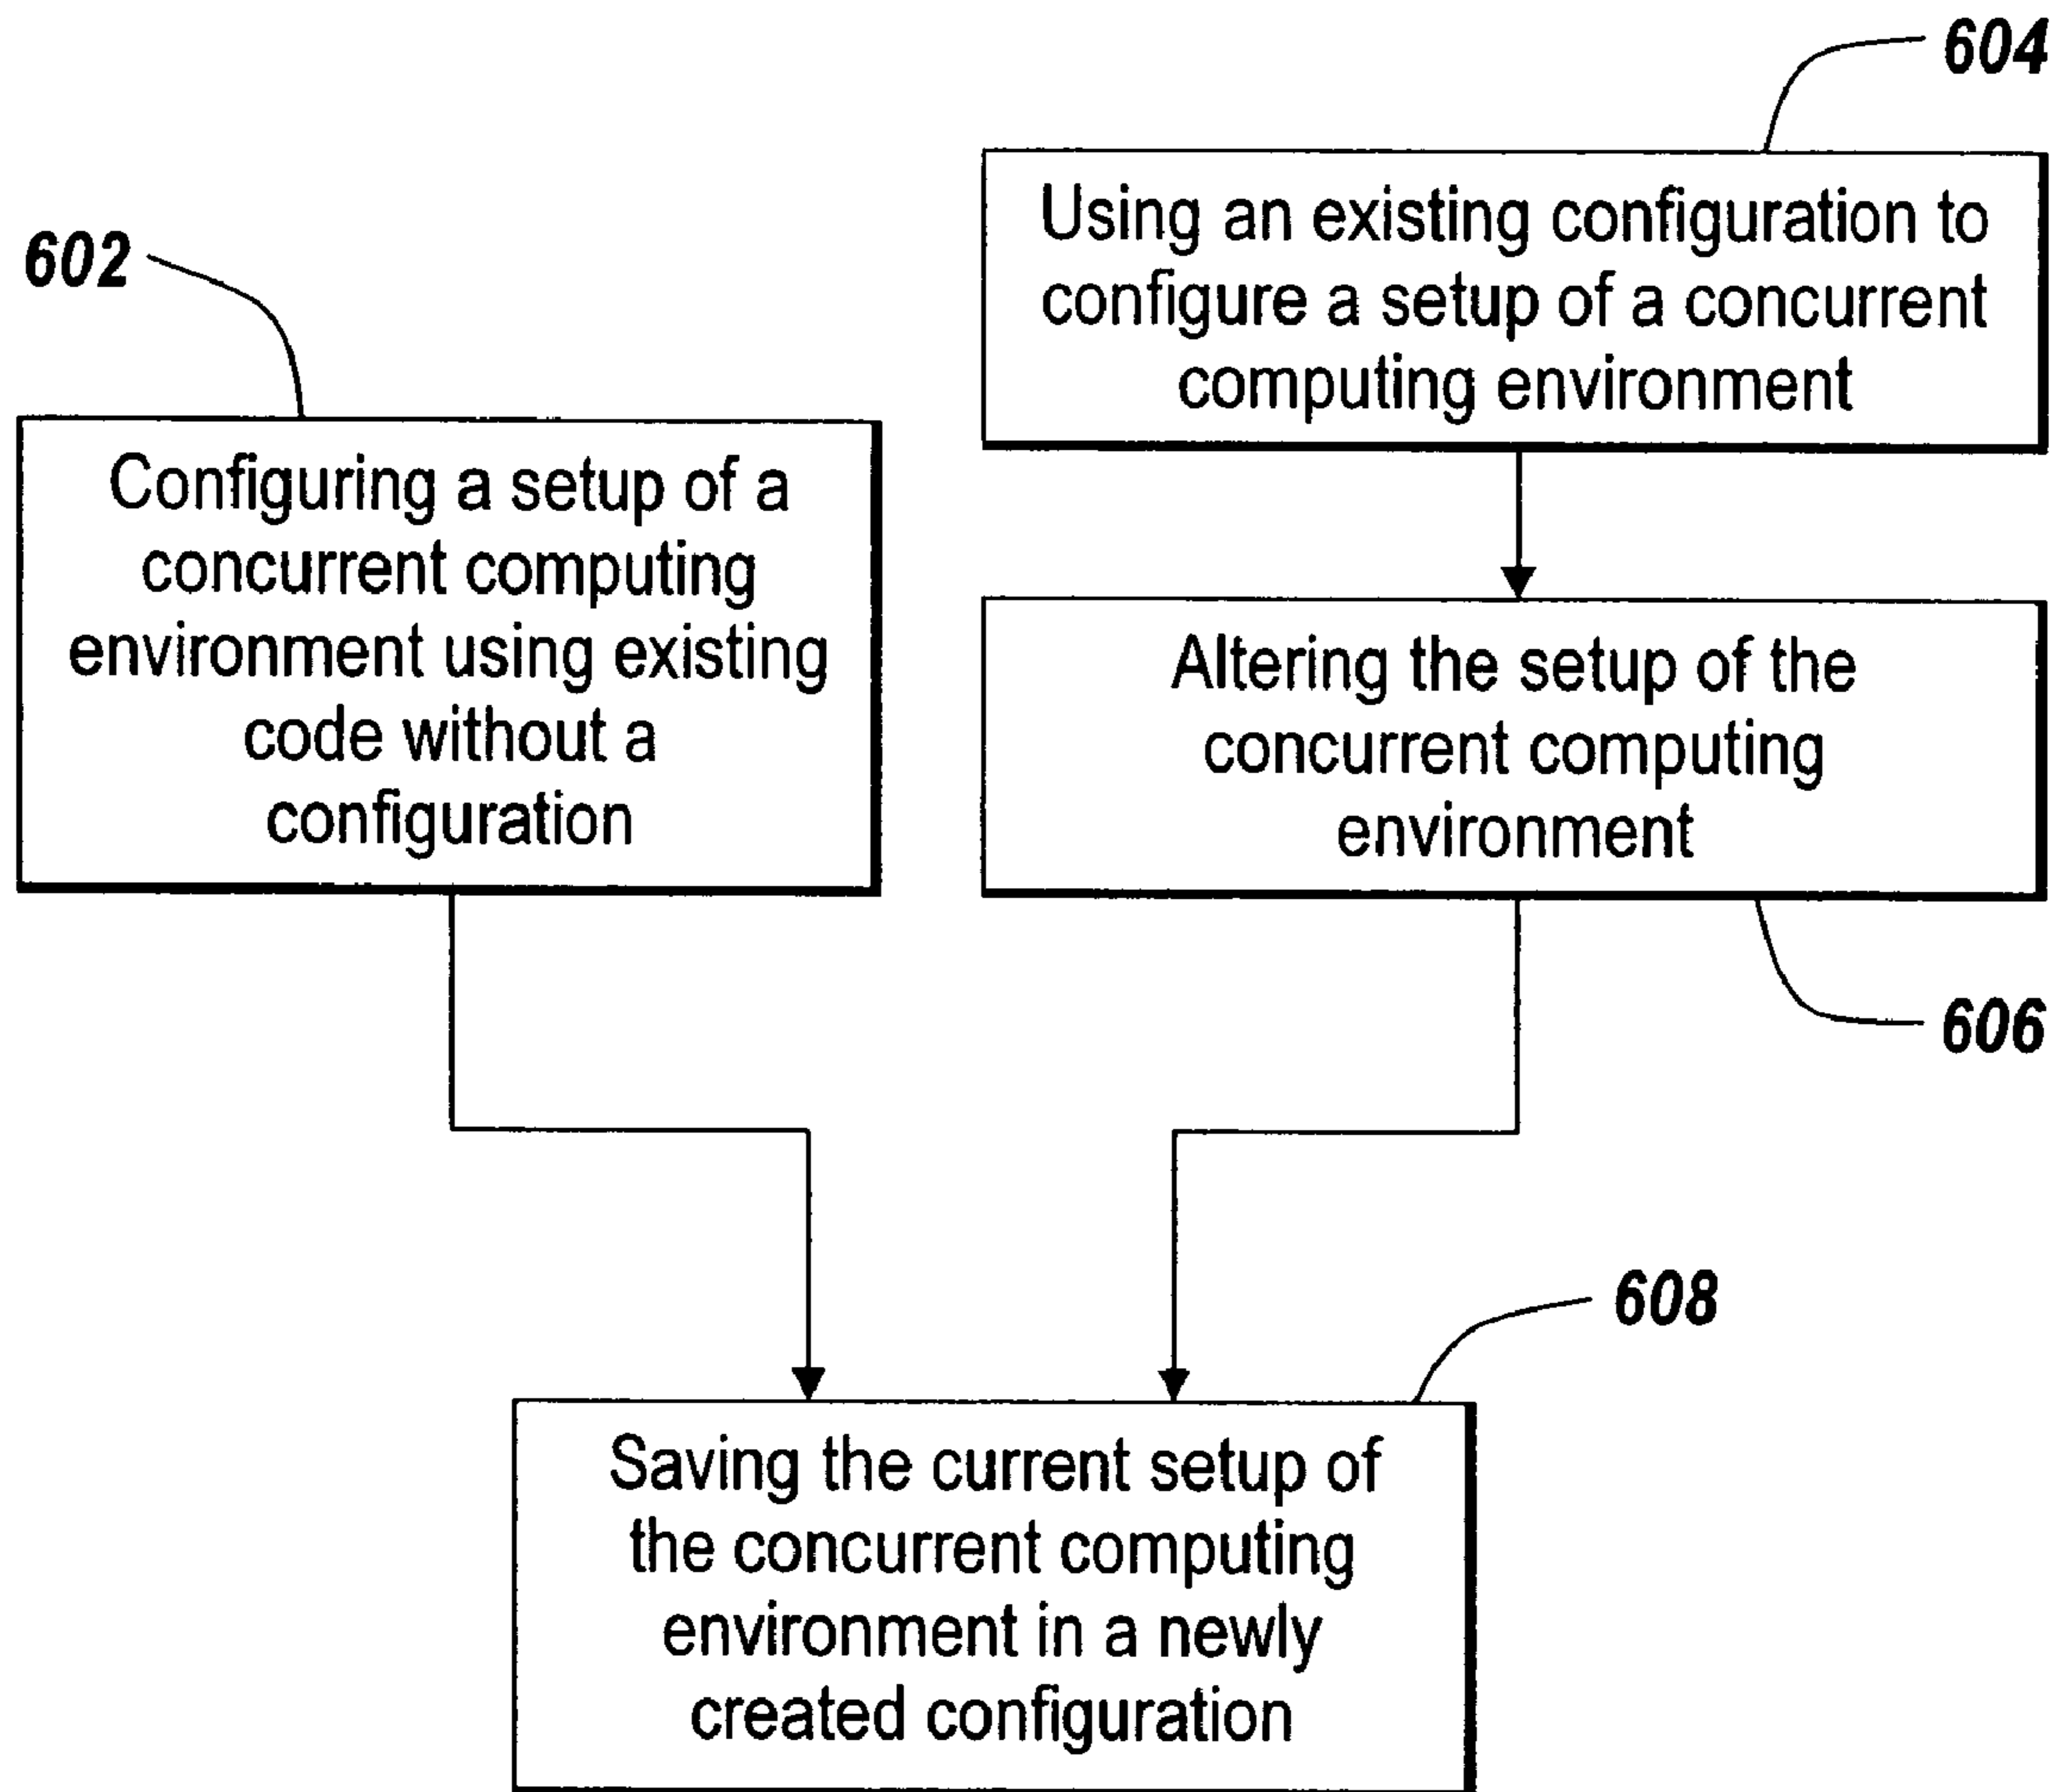 604
Using an existing configuration to
configure a setup of a concurrent
computing environment
602
Configuring a setup of a
concurrent computing
environment using existing
code without a
configuration
Altering the setup of the
concurrent computing
environment
606
608
Saving the current setup of
the concurrent computing
environment in a newly
created configuration